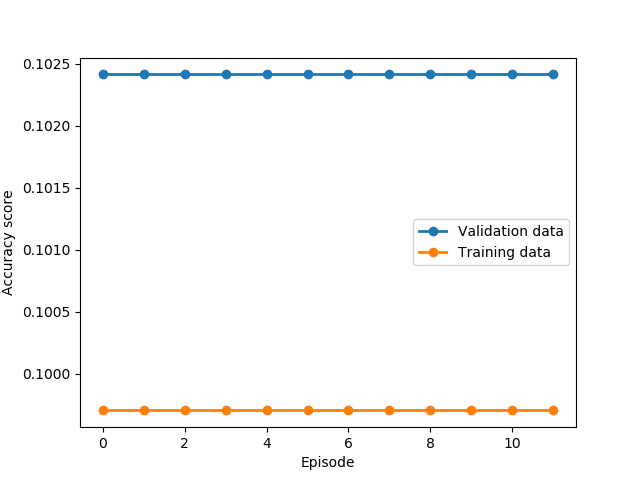 0.1025
0.1020
0.1015
0.1010
0.1005
0.1000
Accuracy score
Validation data
Training data
0 2 4 6 8 10
Episode